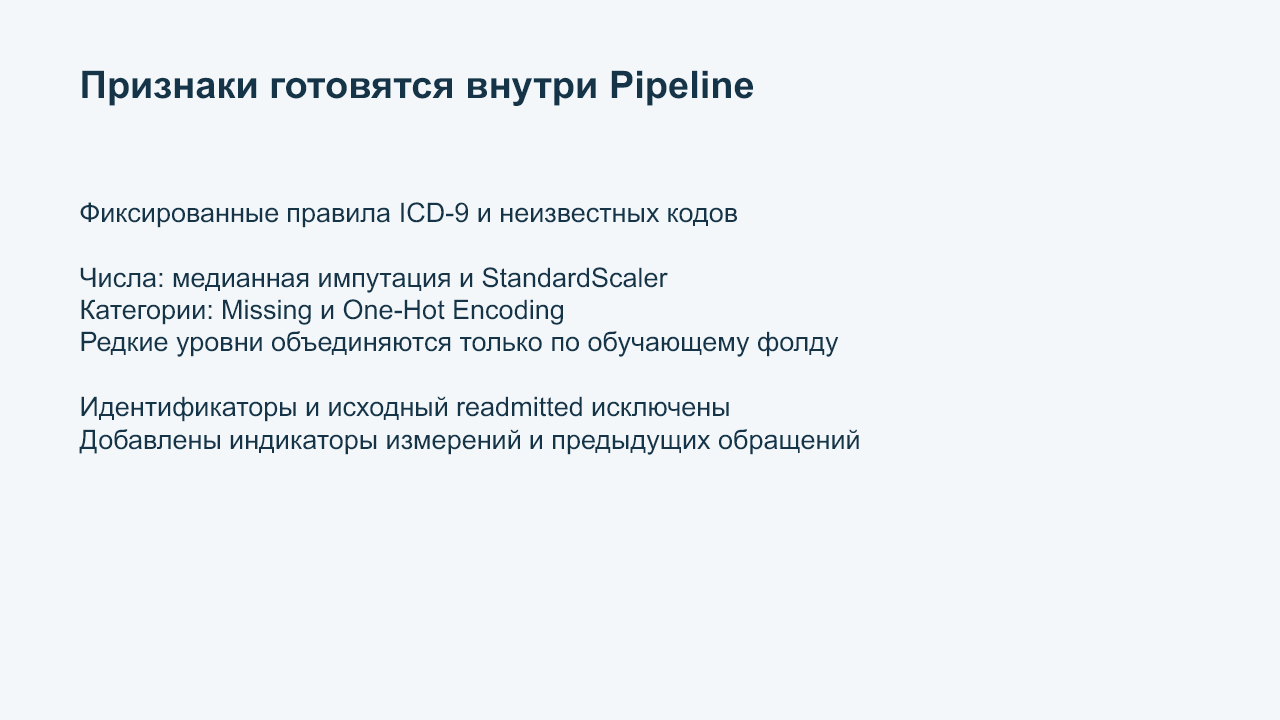 Признаки готовятся внутри Pipeline
Фиксированные правила ICD-9 и неизвестных кодов
Числа: медианная импутация и StandardScaler
Категории: Missing и One-Hot Encoding
Редкие уровни объединяются только по обучающему фолду
Идентификаторы и исходный readmitted исключены
Добавлены индикаторы измерений и предыдущих обращений